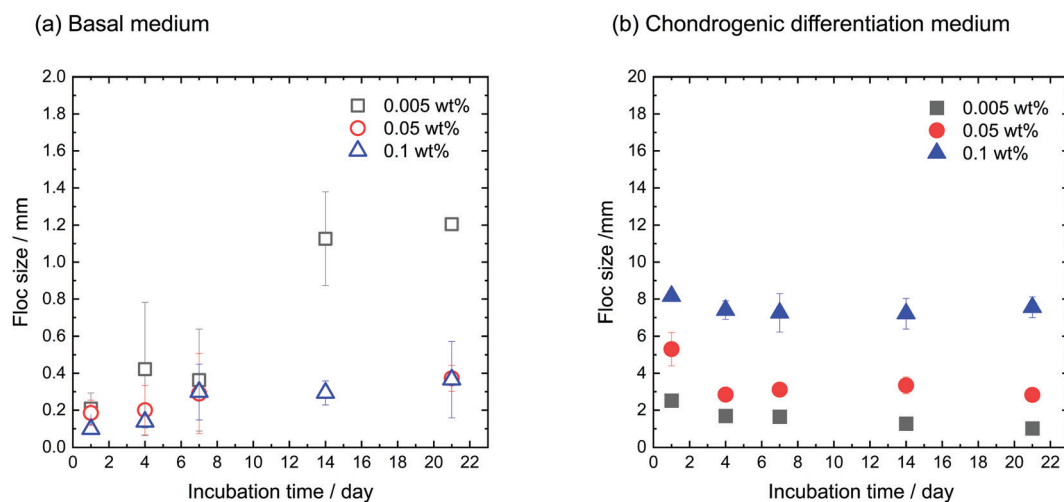 (a) Basal medium
2.0
1.8
1.6
1.4
1.2
1.0
0.8
0.6
0.4
0.2
0.0
Floc size / mm
0.005 wt%
0.05 wt%
0.1 wt%
0 2 4 6 8 10 12 14 16 18 20 22
Incubation time / day
(b) Chondrogenic differentiation medium
20
18
16
14
12
10
8
6
4
2
0
Floc size /mm
0.005 wt%
0.05 wt%
0.1 wt%
0 2 4 6 8 10 12 14 16 18 20 22
Incubation time / day